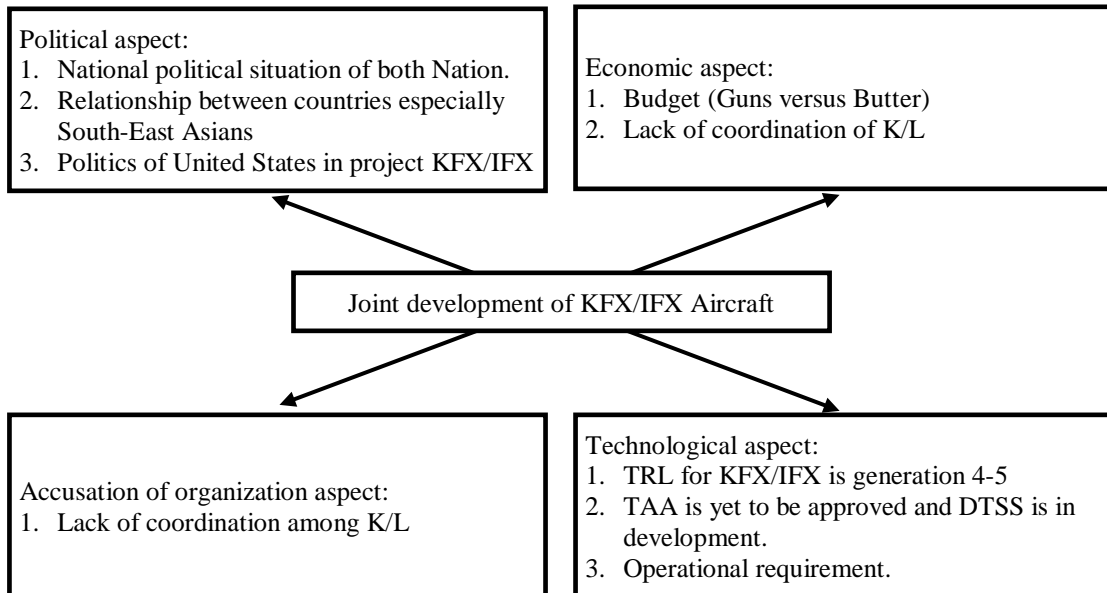 Political aspect:
1. National political situation of both Nation.
2. Relationship between countries especially
South-East Asians
3. Politics of United States in project KFX/IFX
Economic aspect:
1. Budget (Guns versus Butter)
2. Lack of coordination of K/L
Joint development of KFX/IFX Aircraft
Accusation of organization aspect:
1. Lack of coordination among K/L
Technological aspect:
1. TRL for KFX/IFX is generation 4-5
2. TAA is yet to be approved and DTSS is in
development.
3. Operational requirement.